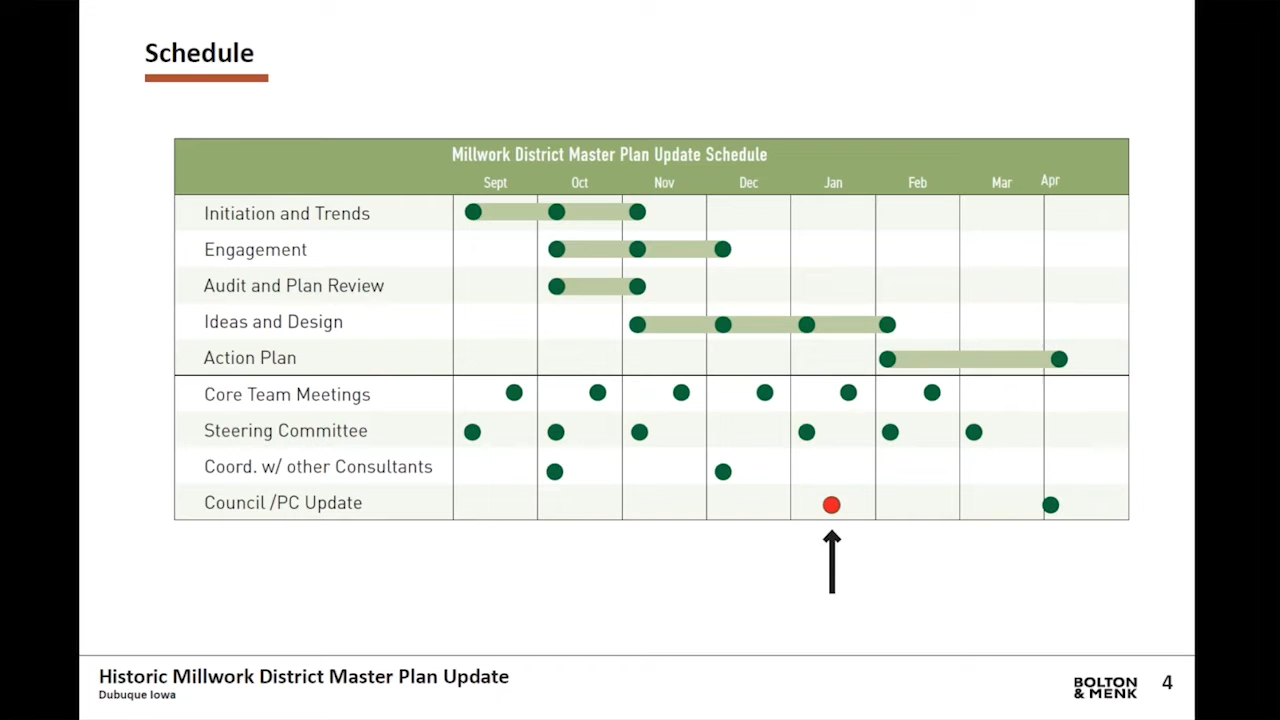 Schedule
Millwork District Master Plan Update Schedule
Sept Oct Nov Dec Jan Feb Mar Apr
Initiation and Trends
Engagement
Audit and Plan Review
Ideas and Design
Action Plan
Core Team Meetings
Steering Committee
Coord. w/ other Consultants
Council /PC Update
Historic Millwork District Master Plan Update
Dubuque Iowa
BOLTON
& MENK
4